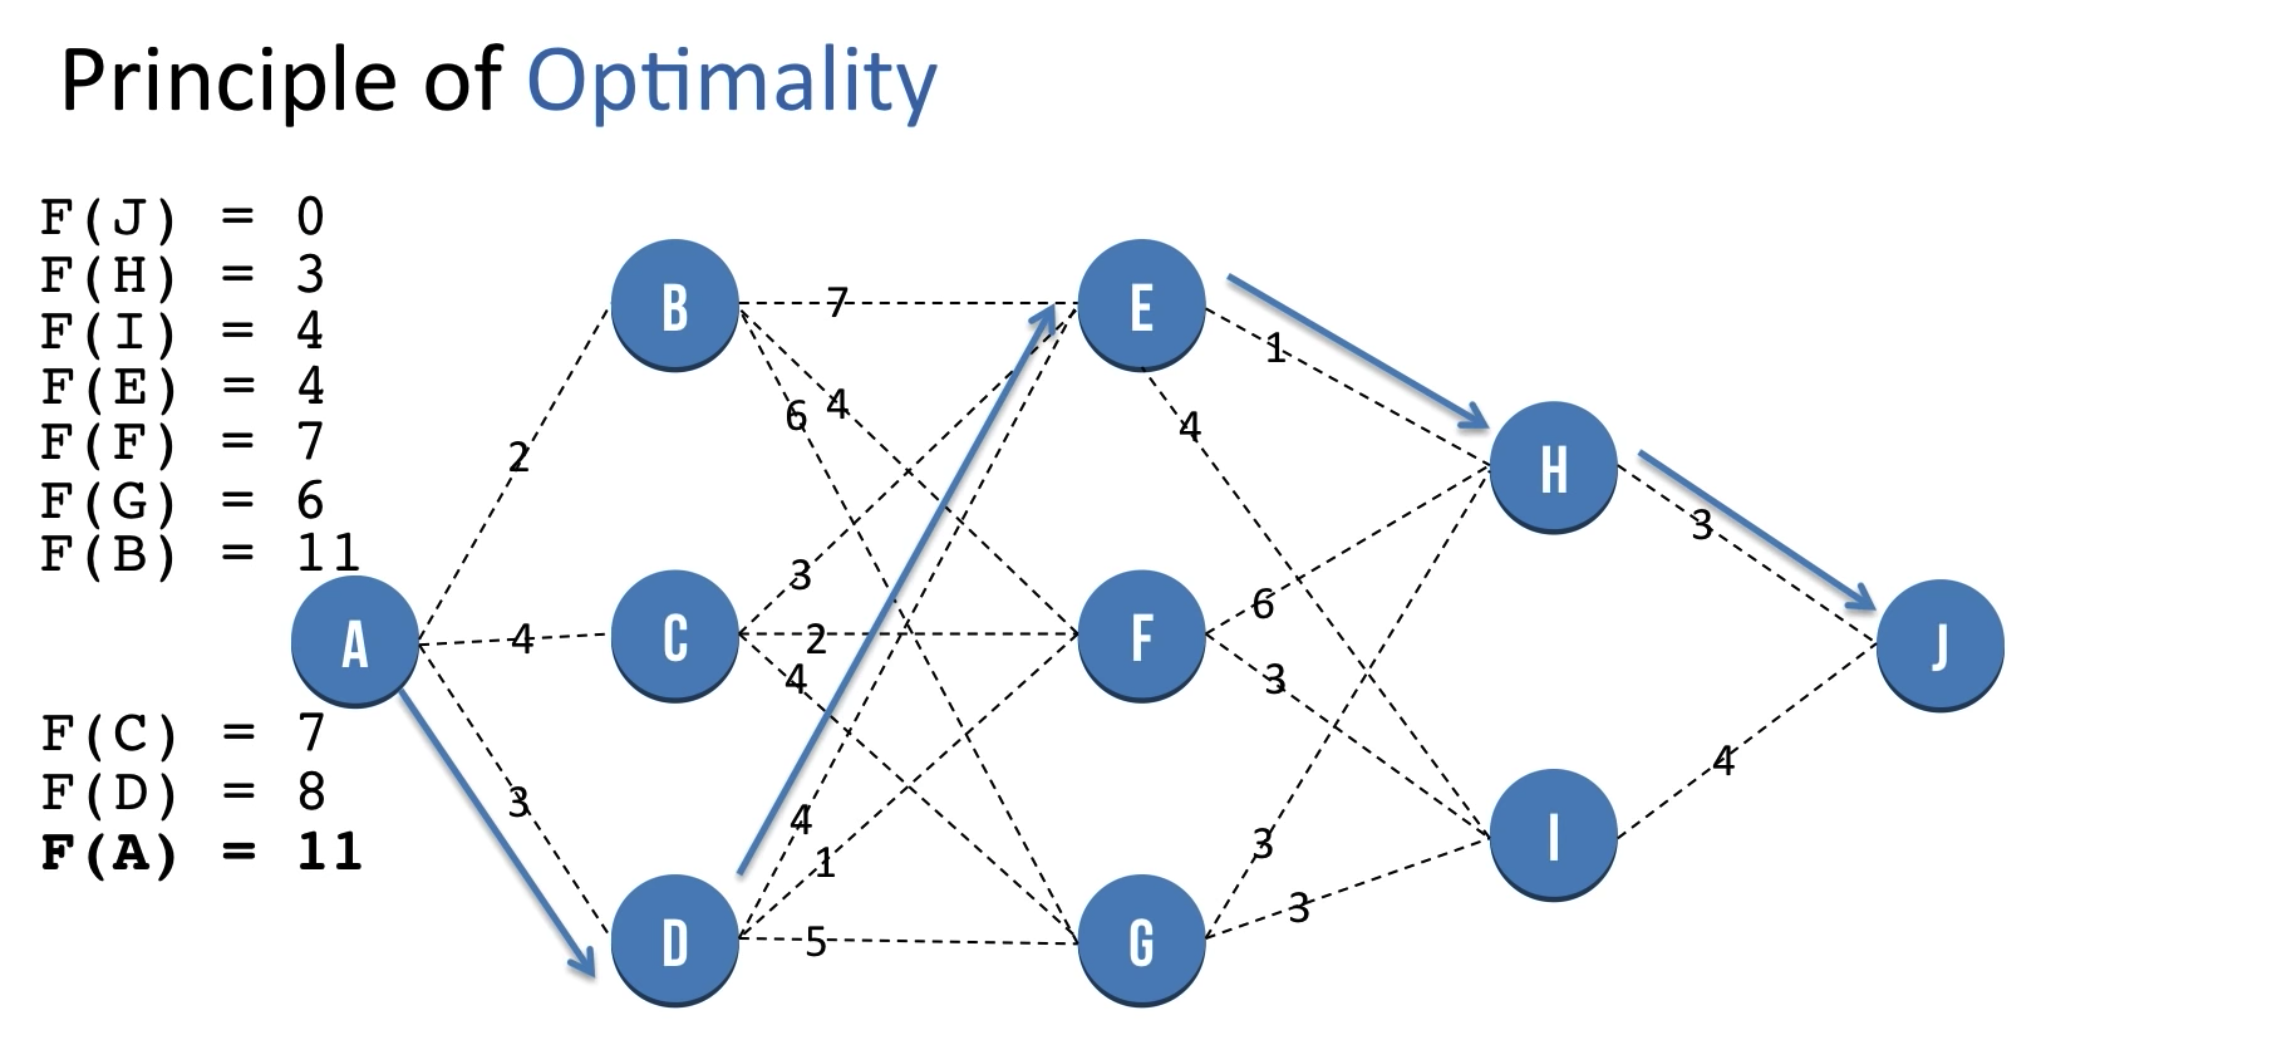 Principle of Optimality
F(J) = 0
F(H) = 3
F(I) = 4
F(E) = 4
F(F) = 7
F(G) = 6
F(B) = 11
F(C) = 7
F(D) = 8
F(A) = 11
A
2
4
3
B
C
D
7
6 4
3
2
4
4
1
5
E
F
G
1
4
6
3
3
3
H
I
3
4
J